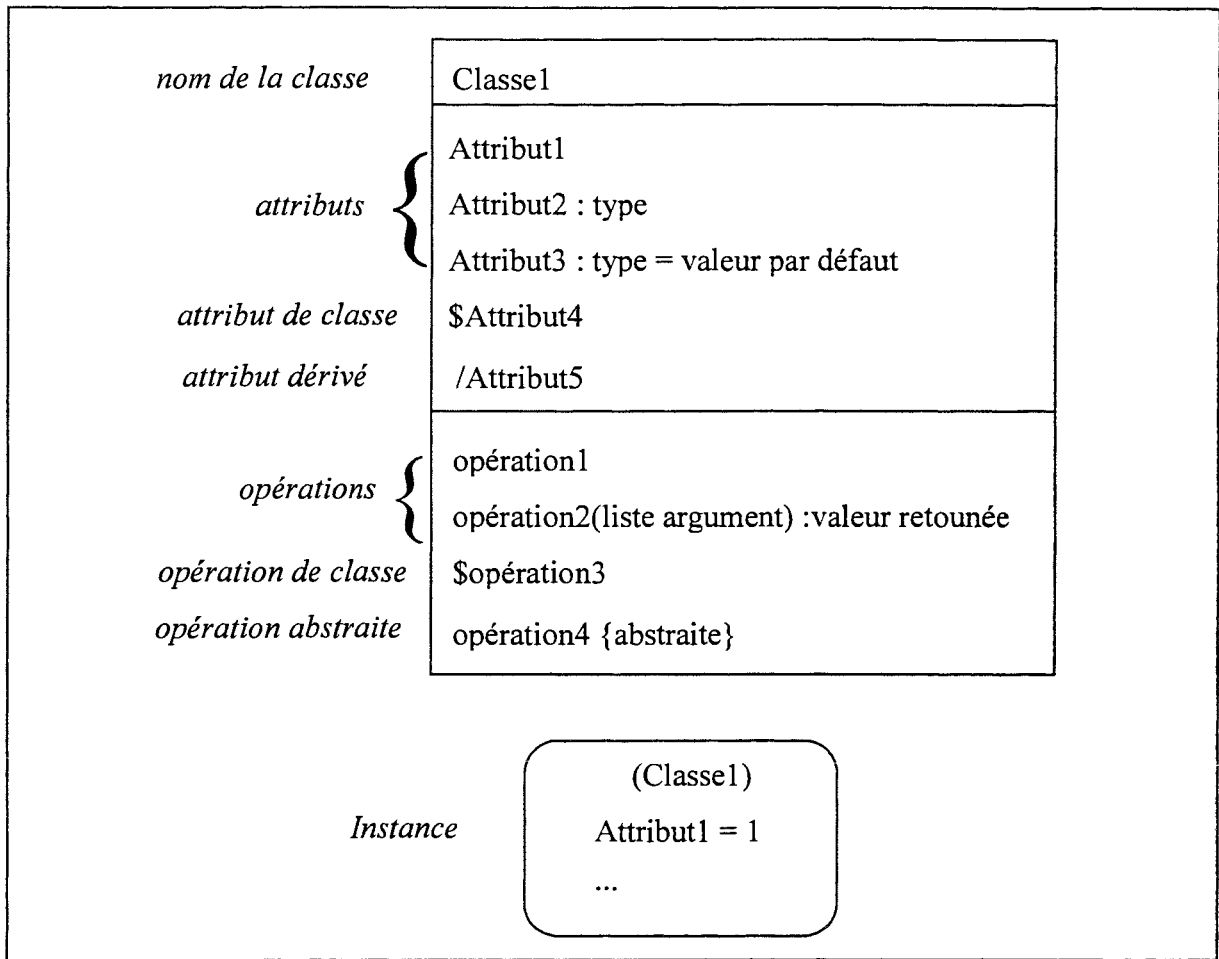 nom de la classe Classe1
Attribut1
attributs Attribut2 : type
Attribut3 : type = valeur par défaut
attribut de classe $Attribut4
attribut dérivé /Attribut5
opération1
opérations
opération2(liste argument) :valeur retounée
opération de classe $opération3
opération abstraite opération4 {abstraite}
(Classe1)
Instance Attribut1 = 1
...